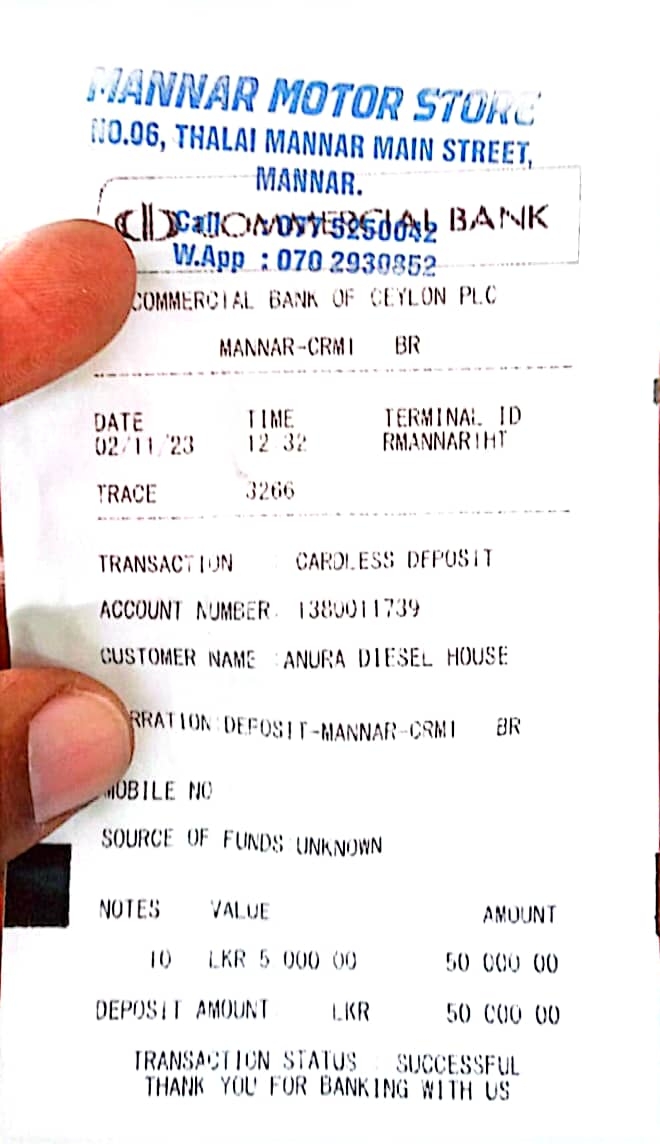 MANNAR MOTOR STORE
NO.06, THALAI MANNAR MAIN STREET,
MANNAR.
COMMERCIAL BANK
Call : 077 5250042
W.App : 070 2930852
COMMERCIAL BANK OF CEYLON PLC
MANNAR-CRM1 BR
DATE TIME TERMINAL ID
02/11/23 12 32 RMANNAR1HT
TRACE 3266
TRANSACTION : CARDLESS DEPOSIT
ACCOUNT NUMBER: 1380011739
CUSTOMER NAME :ANURA DIESEL HOUSE
RRATION:DEPOSIT-MANNAR-CRM1 BR
MOBILE NO
SOURCE OF FUNDS:UNKNOWN
NOTES VALUE AMOUNT
10 LKR 5 000 00 50 000 00
DEPOSIT AMOUNT LKR 50 000 00
TRANSACTION STATUS : SUCCESSFUL
THANK YOU FOR BANKING WITH US